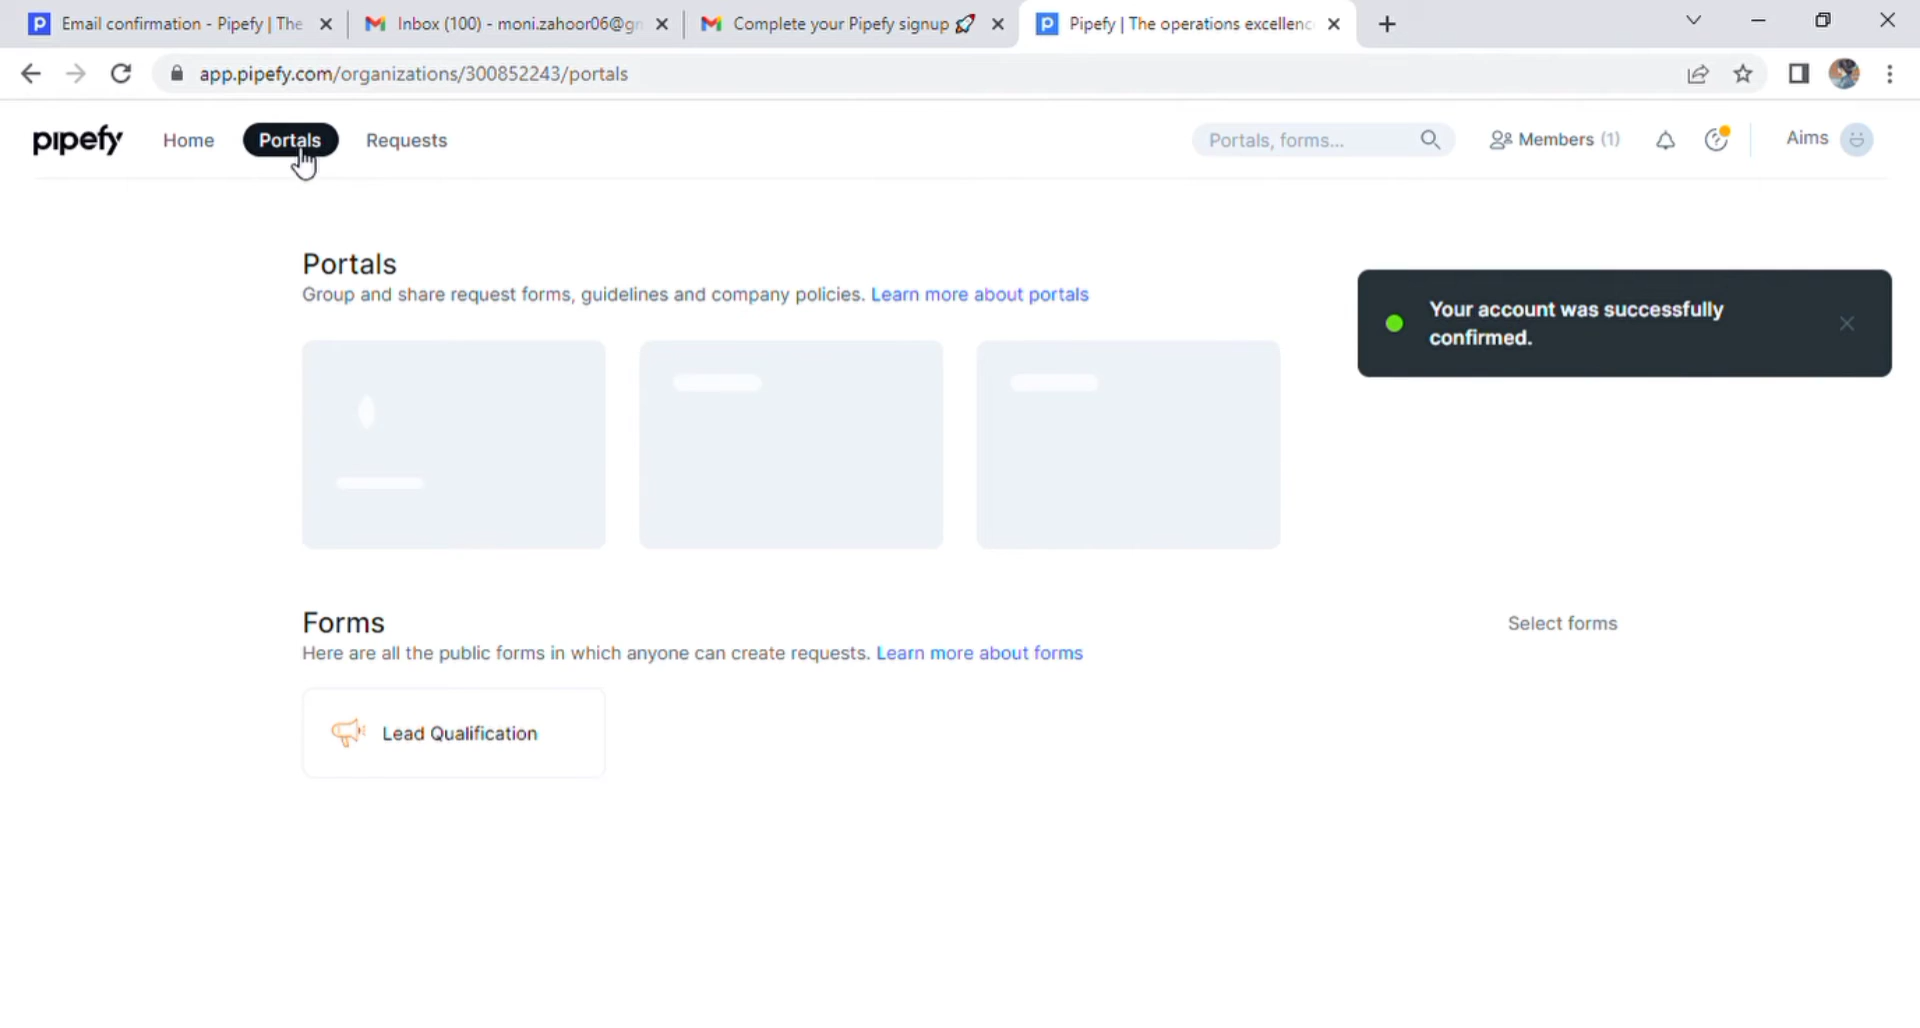 Email confirmation - Pipefy | The
Inbox (100) - moni.zahoor06@gm
Complete your Pipefy signup 🚀
Pipefy | The operations excellenc
app.pipefy.com/organizations/300852243/portals
pipefy
Home
Portals
Requests
Portals, forms...
Members (1)
Aims
Portals
Group and share request forms, guidelines and company policies. Learn more about portals
Your account was successfully
confirmed.
Forms
Select forms
Here are all the public forms in which anyone can create requests. Learn more about forms
Lead Qualification